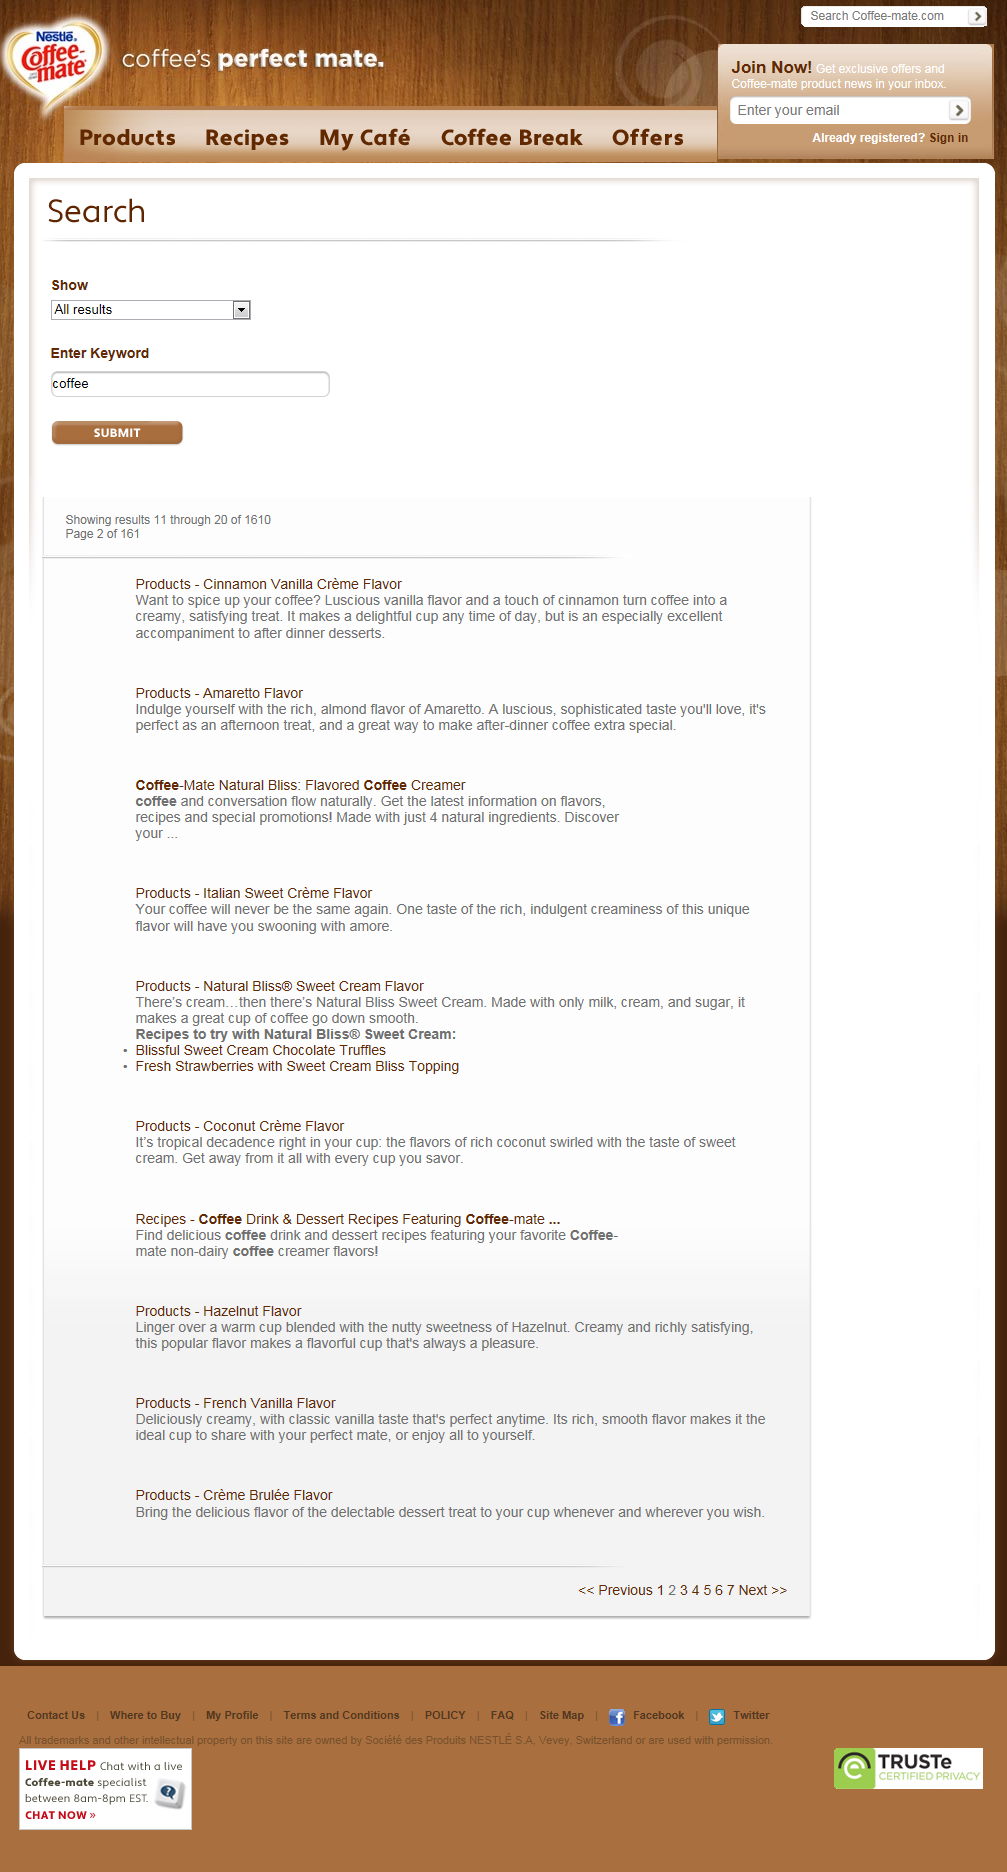 Search Coffee-mate.com
Nestlé
Coffee-
mate
coffee's perfect mate.
Join Now! Get exclusive offers and
Coffee-mate product news in your inbox.
Enter your email
Already registered? Sign in
Products Recipes My Café Coffee Break Offers
Search
Show
All results
Enter Keyword
coffee
SUBMIT
Showing results 11 through 20 of 1610
Page 2 of 161
Products - Cinnamon Vanilla Crème Flavor
Want to spice up your coffee? Luscious vanilla flavor and a touch of cinnamon turn coffee into a
creamy, satisfying treat. It makes a delightful cup any time of day, but is an especially excellent
accompaniment to after dinner desserts.
Products - Amaretto Flavor
Indulge yourself with the rich, almond flavor of Amaretto. A luscious, sophisticated taste you'll love, it's
perfect as an afternoon treat, and a great way to make after-dinner coffee extra special.
Coffee-Mate Natural Bliss: Flavored Coffee Creamer
coffee and conversation flow naturally. Get the latest information on flavors,
recipes and special promotions! Made with just 4 natural ingredients. Discover
your ...
Products - Italian Sweet Crème Flavor
Your coffee will never be the same again. One taste of the rich, indulgent creaminess of this unique
flavor will have you swooning with amore.
Products - Natural Bliss® Sweet Cream Flavor
There's cream…then there's Natural Bliss Sweet Cream. Made with only milk, cream, and sugar, it
makes a great cup of coffee go down smooth.
Recipes to try with Natural Bliss® Sweet Cream:
• Blissful Sweet Cream Chocolate Truffles
• Fresh Strawberries with Sweet Cream Bliss Topping
Products - Coconut Crème Flavor
It's tropical decadence right in your cup: the flavors of rich coconut swirled with the taste of sweet
cream. Get away from it all with every cup you savor.
Recipes - Coffee Drink & Dessert Recipes Featuring Coffee-mate ...
Find delicious coffee drink and dessert recipes featuring your favorite Coffee-
mate non-dairy coffee creamer flavors!
Products - Hazelnut Flavor
Linger over a warm cup blended with the nutty sweetness of Hazelnut. Creamy and richly satisfying,
this popular flavor makes a flavorful cup that's always a pleasure.
Products - French Vanilla Flavor
Deliciously creamy, with classic vanilla taste that's perfect anytime. Its rich, smooth flavor makes it the
ideal cup to share with your perfect mate, or enjoy all to yourself.
Products - Crème Brulée Flavor
Bring the delicious flavor of the delectable dessert treat to your cup whenever and wherever you wish.
<< Previous 1 2 3 4 5 6 7 Next >>
Contact Us | Where to Buy | My Profile | Terms and Conditions | POLICY | FAQ | Site Map | Facebook | Twitter
All trademarks and other intellectual property on this site are owned by Société des Produits NESTLÉ S.A, Vevey, Switzerland or are used with permission.
LIVE HELP Chat with a live
Coffee-mate specialist
between 8am-8pm EST.
CHAT NOW »
TRUSTe
CERTIFIED PRIVACY